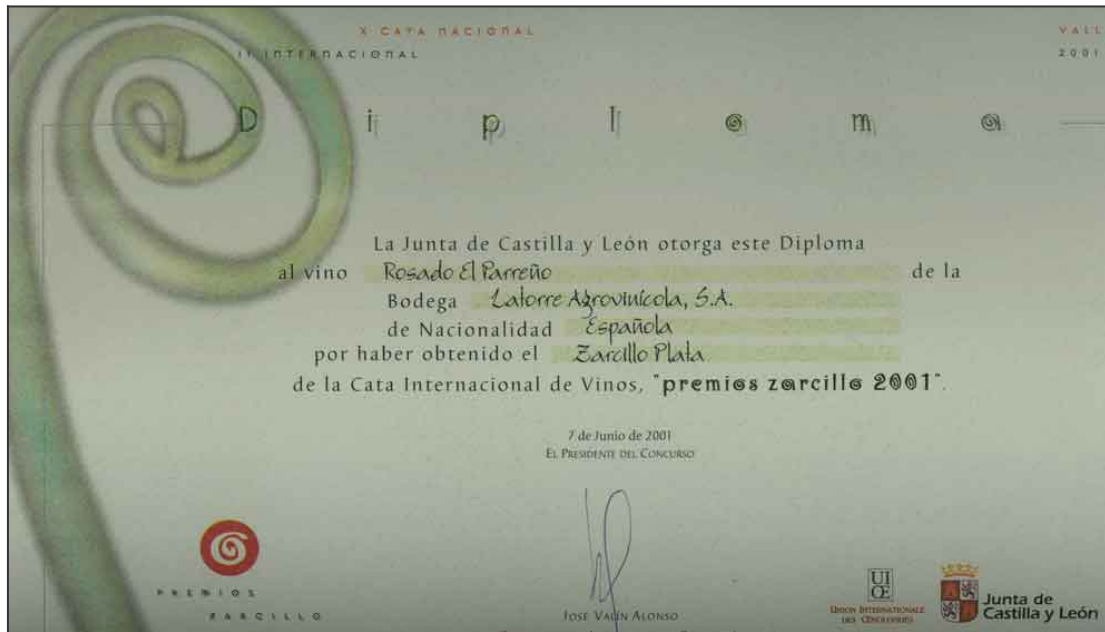 X CATA NACIONAL
II INTERNACIONAL
VALL
2001
Diploma
La Junta de Castilla y León otorga este Diploma
al vino Rosado El Parreño de la
Bodega Latorre Agrovinícola, S.A.
de Nacionalidad Española
por haber obtenido el Zarcillo Plata
de la Cata Internacional de Vinos, "premios zarcillo 2001".
7 de Junio de 2001
EL PRESIDENTE DEL CONCURSO
PREMIOS
ZARCILLO
JOSÉ VALÍN ALONSO
UI
Œ
UNION INTERNATIONALE
DES ŒNOLOGUES
Junta de
Castilla y León